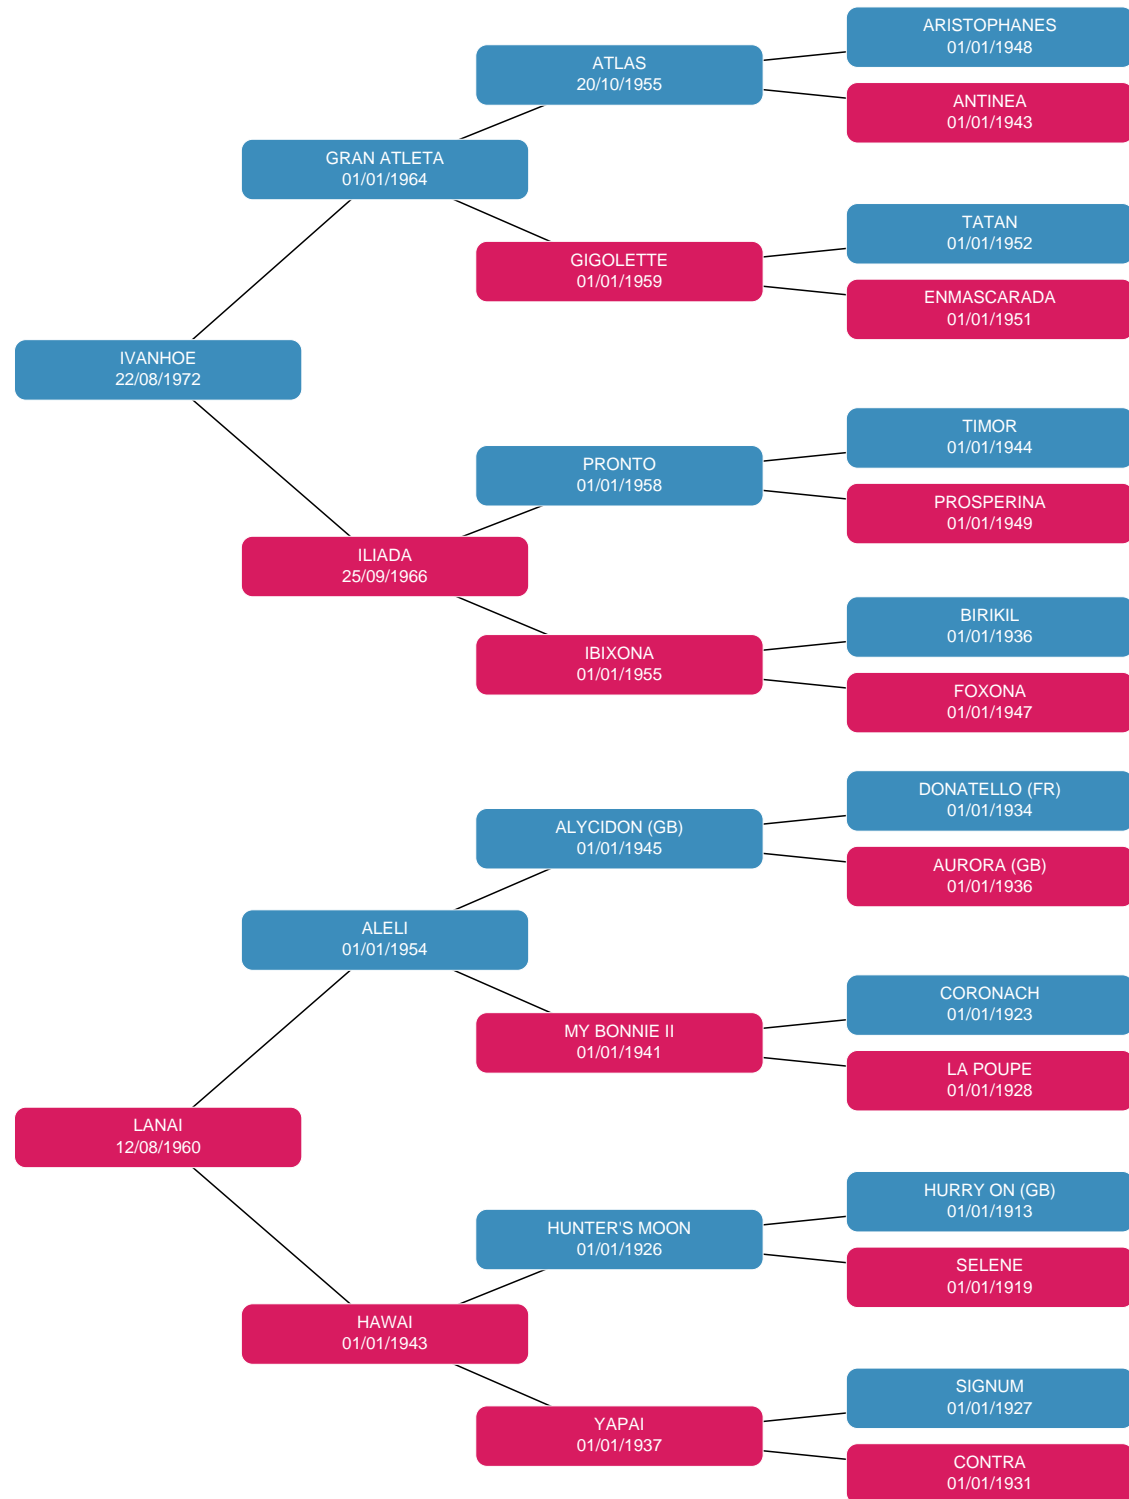 ARISTOPHANES
01/01/1948
ATLAS
20/10/1955
ANTINEA
01/01/1943
GRAN ATLETA
01/01/1964
TATAN
01/01/1952
GIGOLETTE
01/01/1959
ENMASCARADA
01/01/1951
IVANHOE
22/08/1972
TIMOR
01/01/1944
PRONTO
01/01/1958
PROSPERINA
01/01/1949
ILIADA
25/09/1966
BIRIKIL
01/01/1936
IBIXONA
01/01/1955
FOXONA
01/01/1947
DONATELLO (FR)
01/01/1934
ALYCIDON (GB)
01/01/1945
AURORA (GB)
01/01/1936
ALELI
01/01/1954
CORONACH
01/01/1923
MY BONNIE II
01/01/1941
LA POUPE
01/01/1928
LANAI
12/08/1960
HURRY ON (GB)
01/01/1913
HUNTER'S MOON
01/01/1926
SELENE
01/01/1919
HAWAI
01/01/1943
SIGNUM
01/01/1927
YAPAI
01/01/1937
CONTRA
01/01/1931